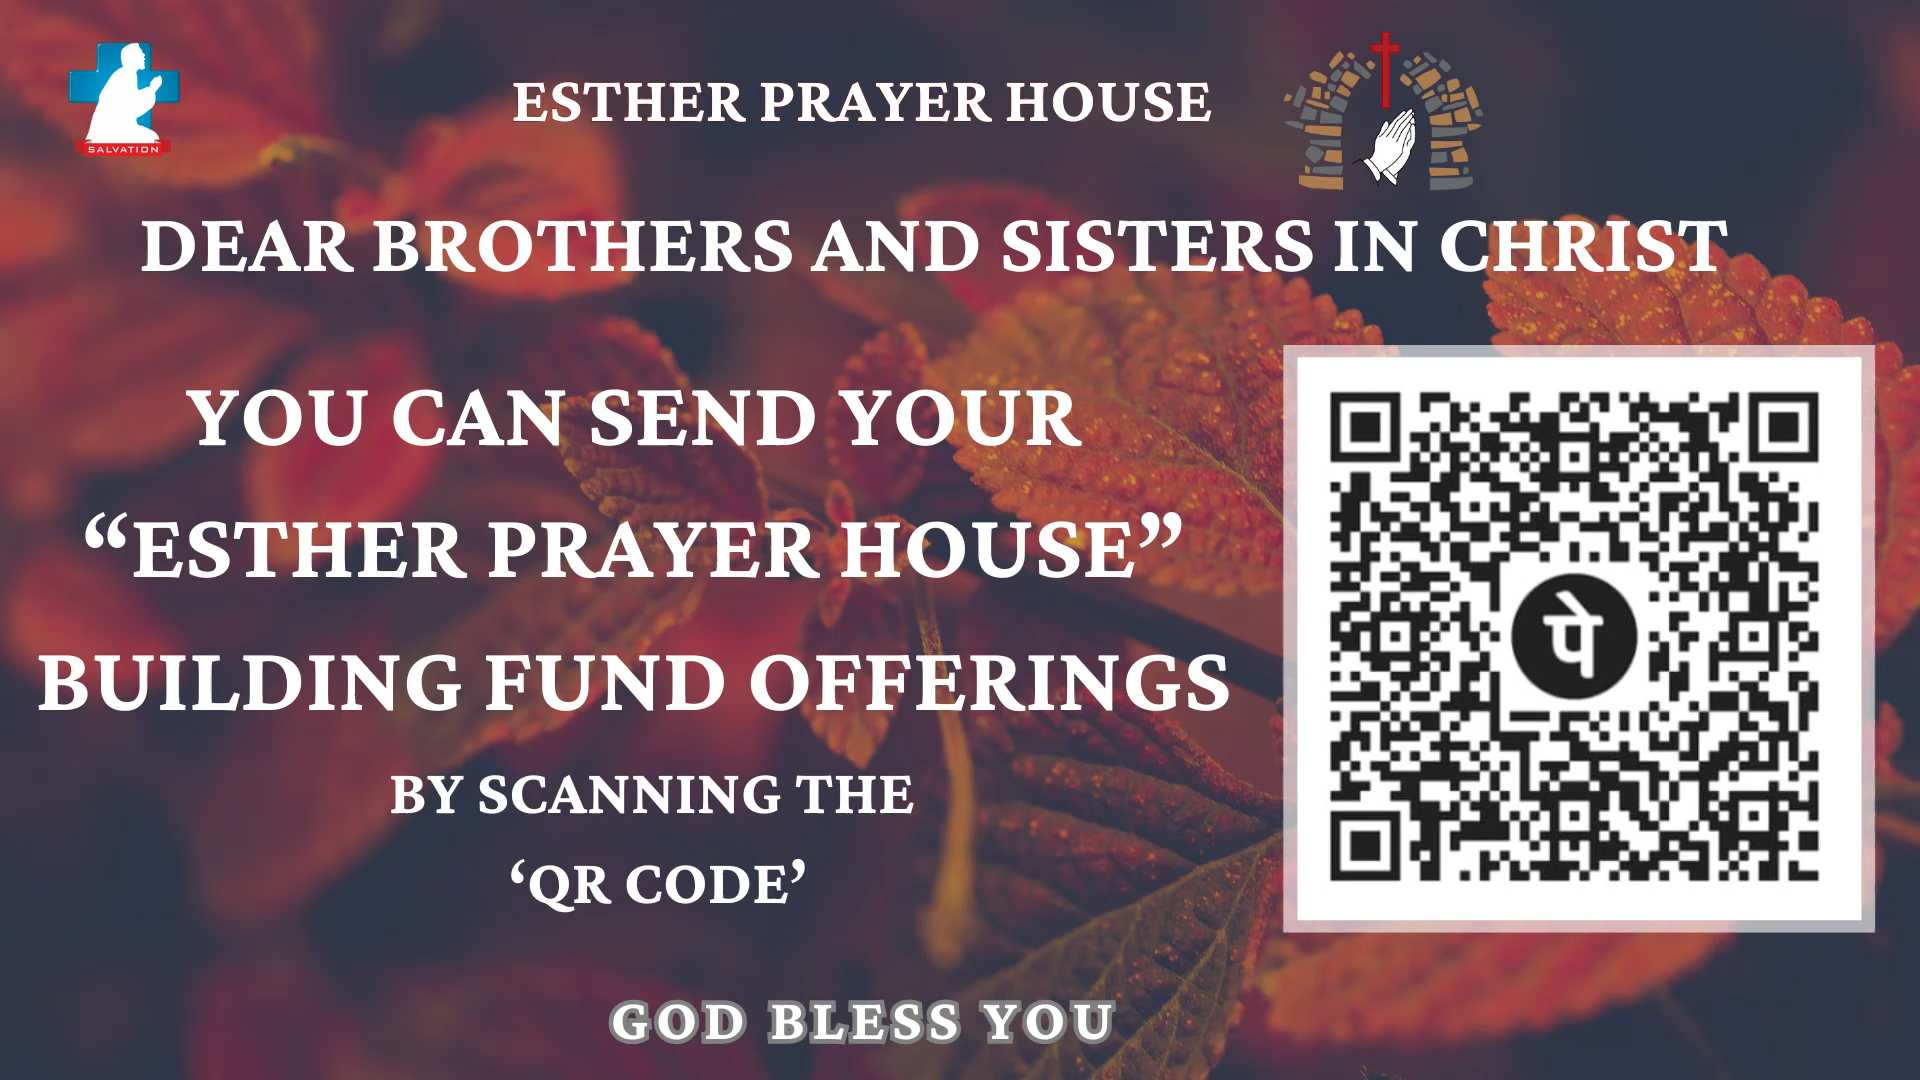 SALVATION
ESTHER PRAYER HOUSE
DEAR BROTHERS AND SISTERS IN CHRIST
YOU CAN SEND YOUR
“ESTHER PRAYER HOUSE”
BUILDING FUND OFFERINGS
BY SCANNING THE
‘QR CODE’
पे
GOD BLESS YOU